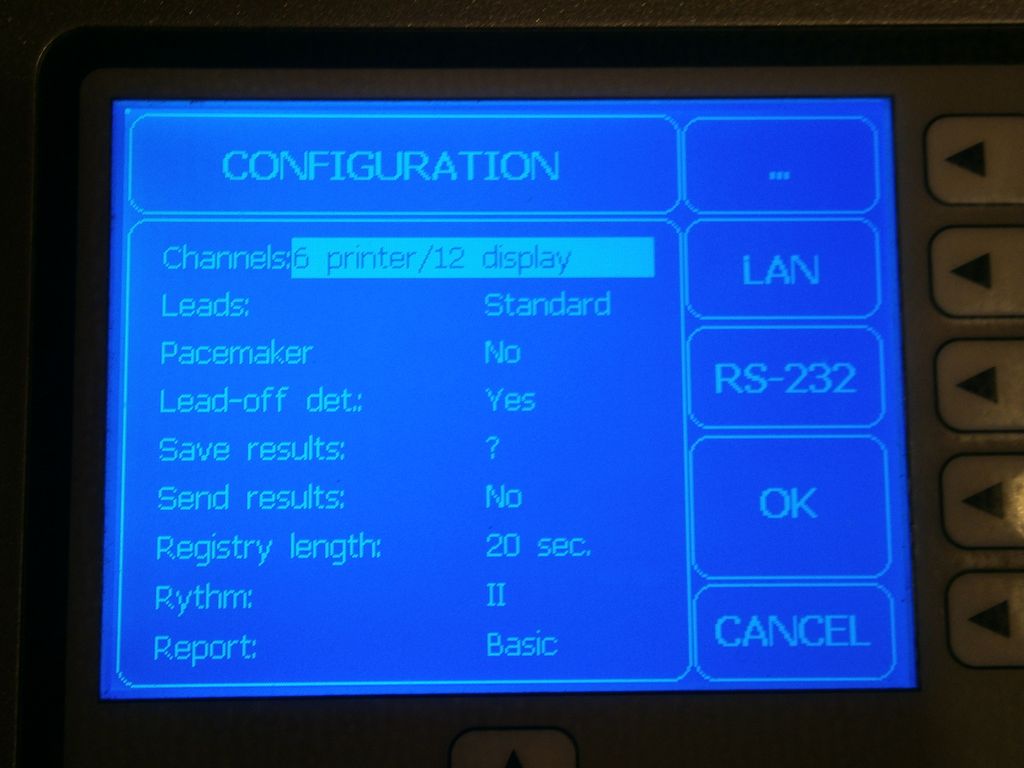 CONFIGURATION
...
Channels: 6 printer/12 display
Leads: Standard
Pacemaker No
Lead-off det.: Yes
Save results: ?
Send results: No
Registry length: 20 sec.
Rythm: II
Report: Basic
LAN
RS-232
OK
CANCEL